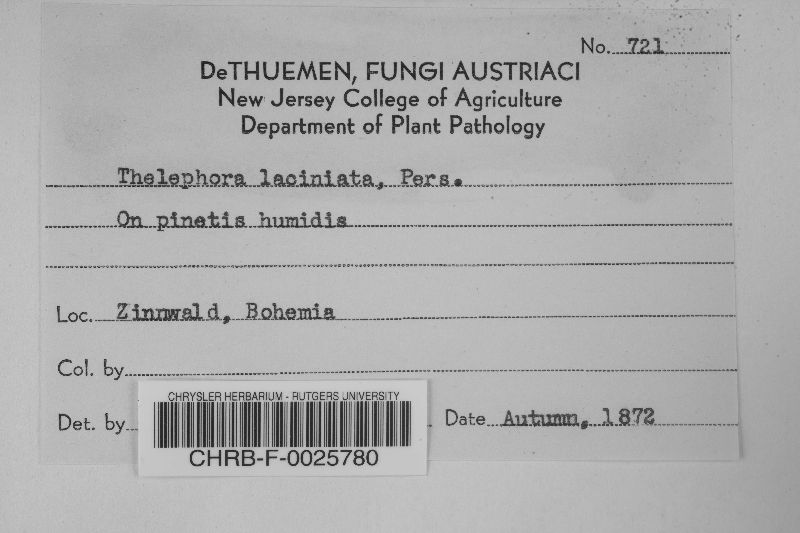 No. 721
DeTHUEMEN, FUNGI AUSTRIACI
New Jersey College of Agriculture
Department of Plant Pathology
Thelephora laciniata, Pers.
On pinetis humidis
Loc. Zinnwald, Bohemia
Col. by
Det. by
Date Autumn, 1872
CHRYSLER HERBARIUM - RUTGERS UNIVERSITY
CHRB-F-0025780